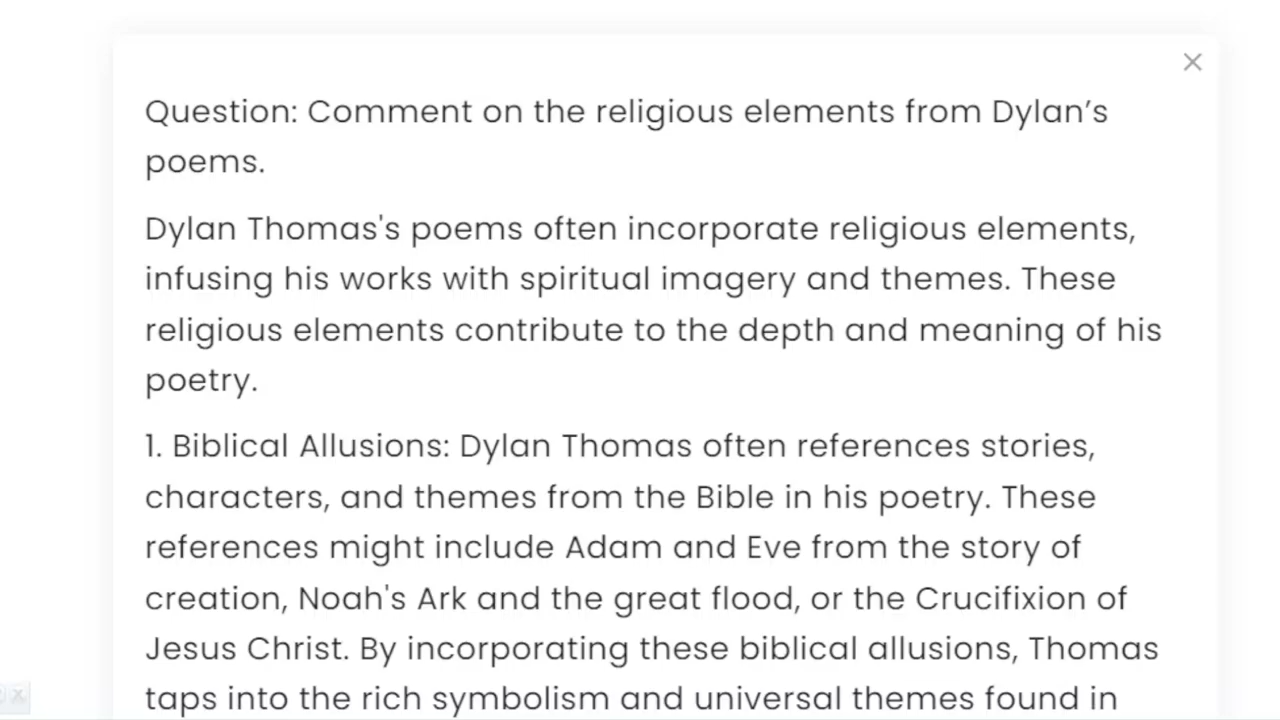 Question: Comment on the religious elements from Dylan’s
poems.
Dylan Thomas's poems often incorporate religious elements,
infusing his works with spiritual imagery and themes. These
religious elements contribute to the depth and meaning of his
poetry.
1. Biblical Allusions: Dylan Thomas often references stories,
characters, and themes from the Bible in his poetry. These
references might include Adam and Eve from the story of
creation, Noah's Ark and the great flood, or the Crucifixion of
Jesus Christ. By incorporating these biblical allusions, Thomas
taps into the rich symbolism and universal themes found in